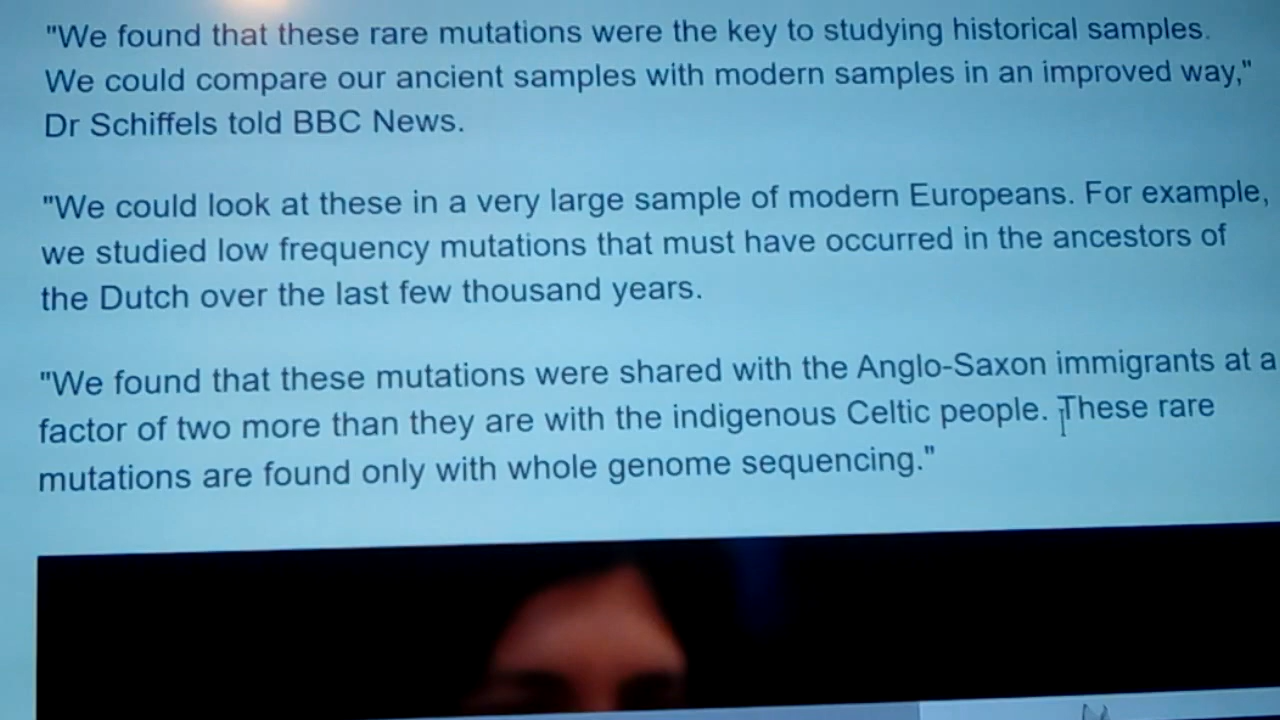 "We found that these rare mutations were the key to studying historical samples.
We could compare our ancient samples with modern samples in an improved way,"
Dr Schiffels told BBC News.
"We could look at these in a very large sample of modern Europeans. For example,
we studied low frequency mutations that must have occurred in the ancestors of
the Dutch over the last few thousand years.
"We found that these mutations were shared with the Anglo-Saxon immigrants at a
factor of two more than they are with the indigenous Celtic people. These rare
mutations are found only with whole genome sequencing."